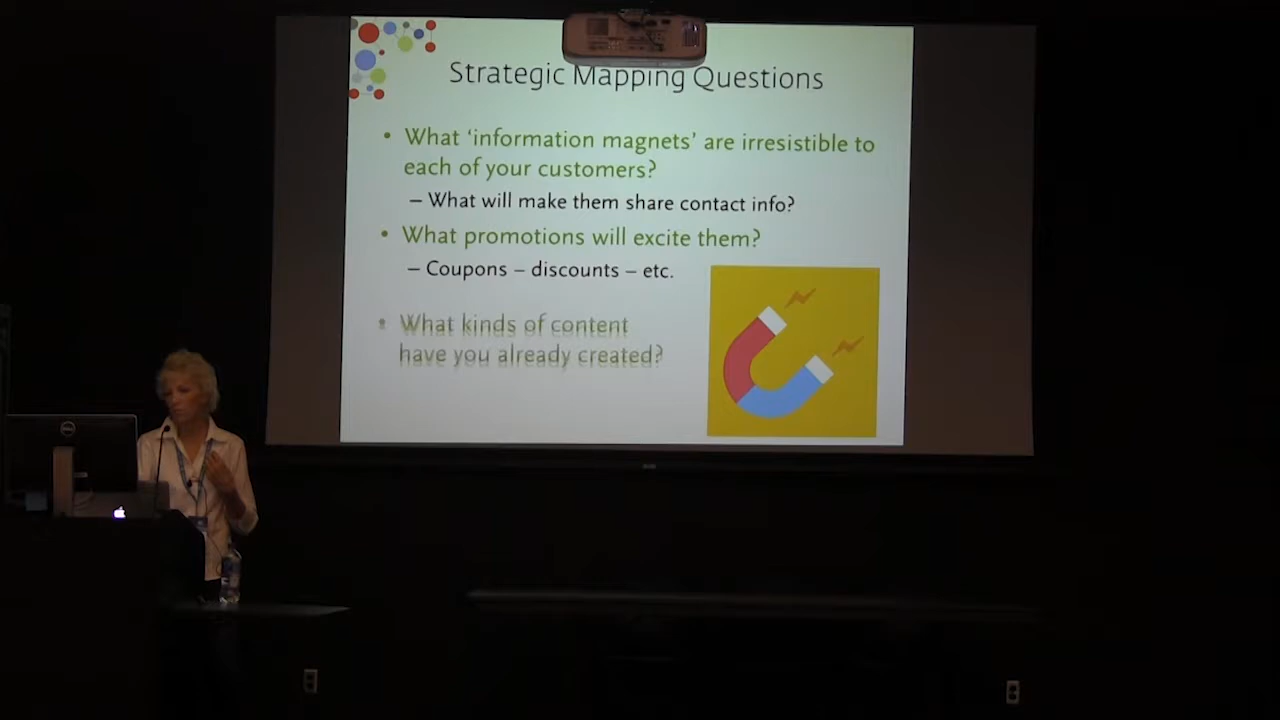 Strategic Mapping Questions
• What ‘information magnets’ are irresistible to
each of your customers?
– What will make them share contact info?
• What promotions will excite them?
– Coupons – discounts – etc.
• What kinds of content
have you already created?
DELL